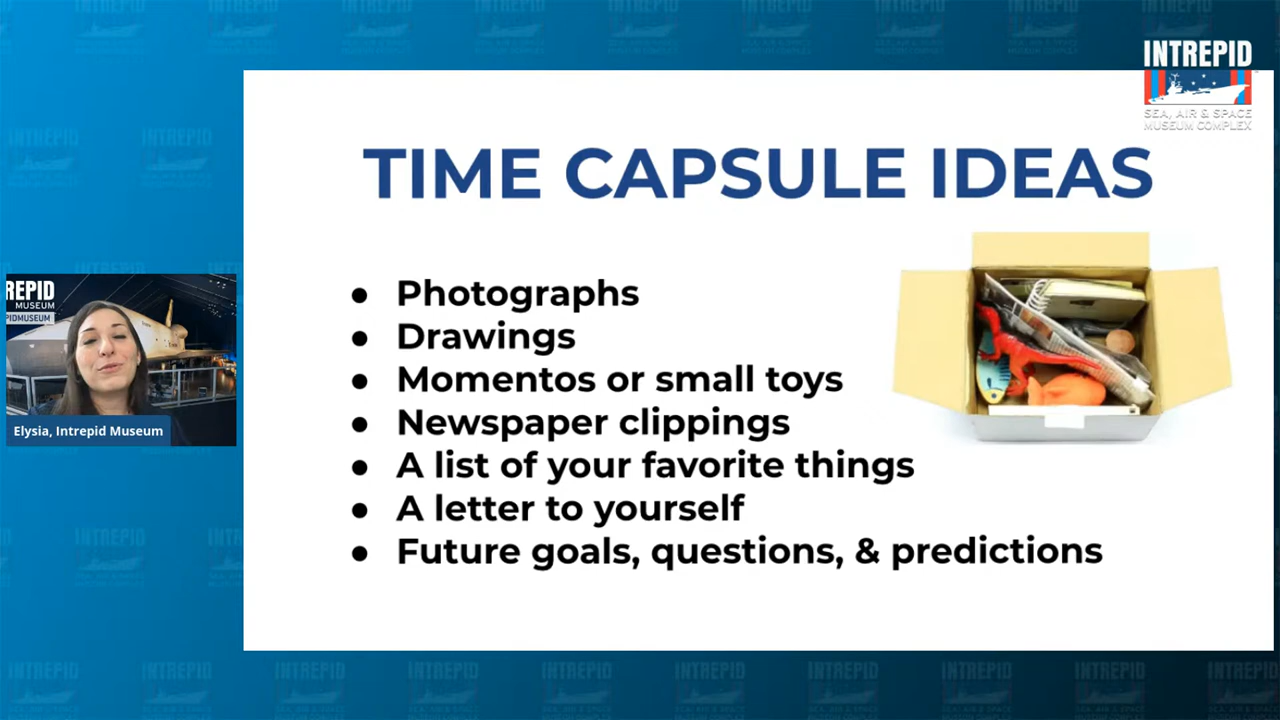 INTREPID
SEA, AIR & SPACE
MUSEUM COMPLEX
TIME CAPSULE IDEAS
• Photographs
• Drawings
• Momentos or small toys
• Newspaper clippings
• A list of your favorite things
• A letter to yourself
• Future goals, questions, & predictions
REPID
MUSEUM
PIDMUSEUM
Elysia, Intrepid Museum